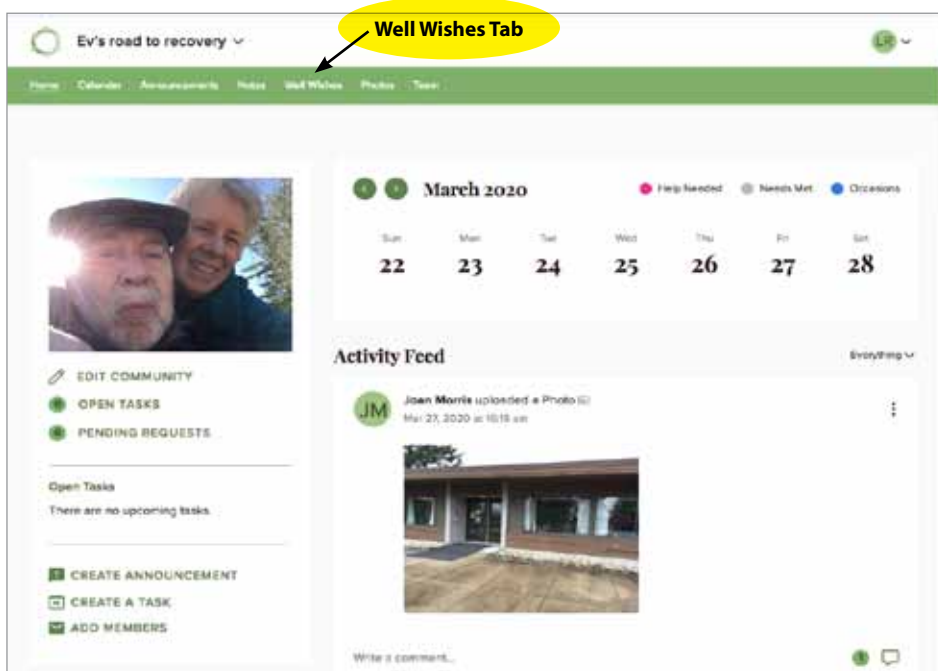 Well Wishes Tab
Ev's road to recovery
LR
Home Calendar Announcements Notes Well Wishes Photos Team
March 2020
Help Needed Needs Met Occasions
Sun Mon Tue Wed Thu Fri Sat
22 23 24 25 26 27 28
EDIT COMMUNITY
OPEN TASKS
PENDING REQUESTS
Open Tasks
There are no upcoming tasks.
CREATE ANNOUNCEMENT
CREATE A TASK
ADD MEMBERS
Activity Feed
Everything
JM
Joan Morris uploaded a Photo
Mar 27, 2020 at
Write a comment...